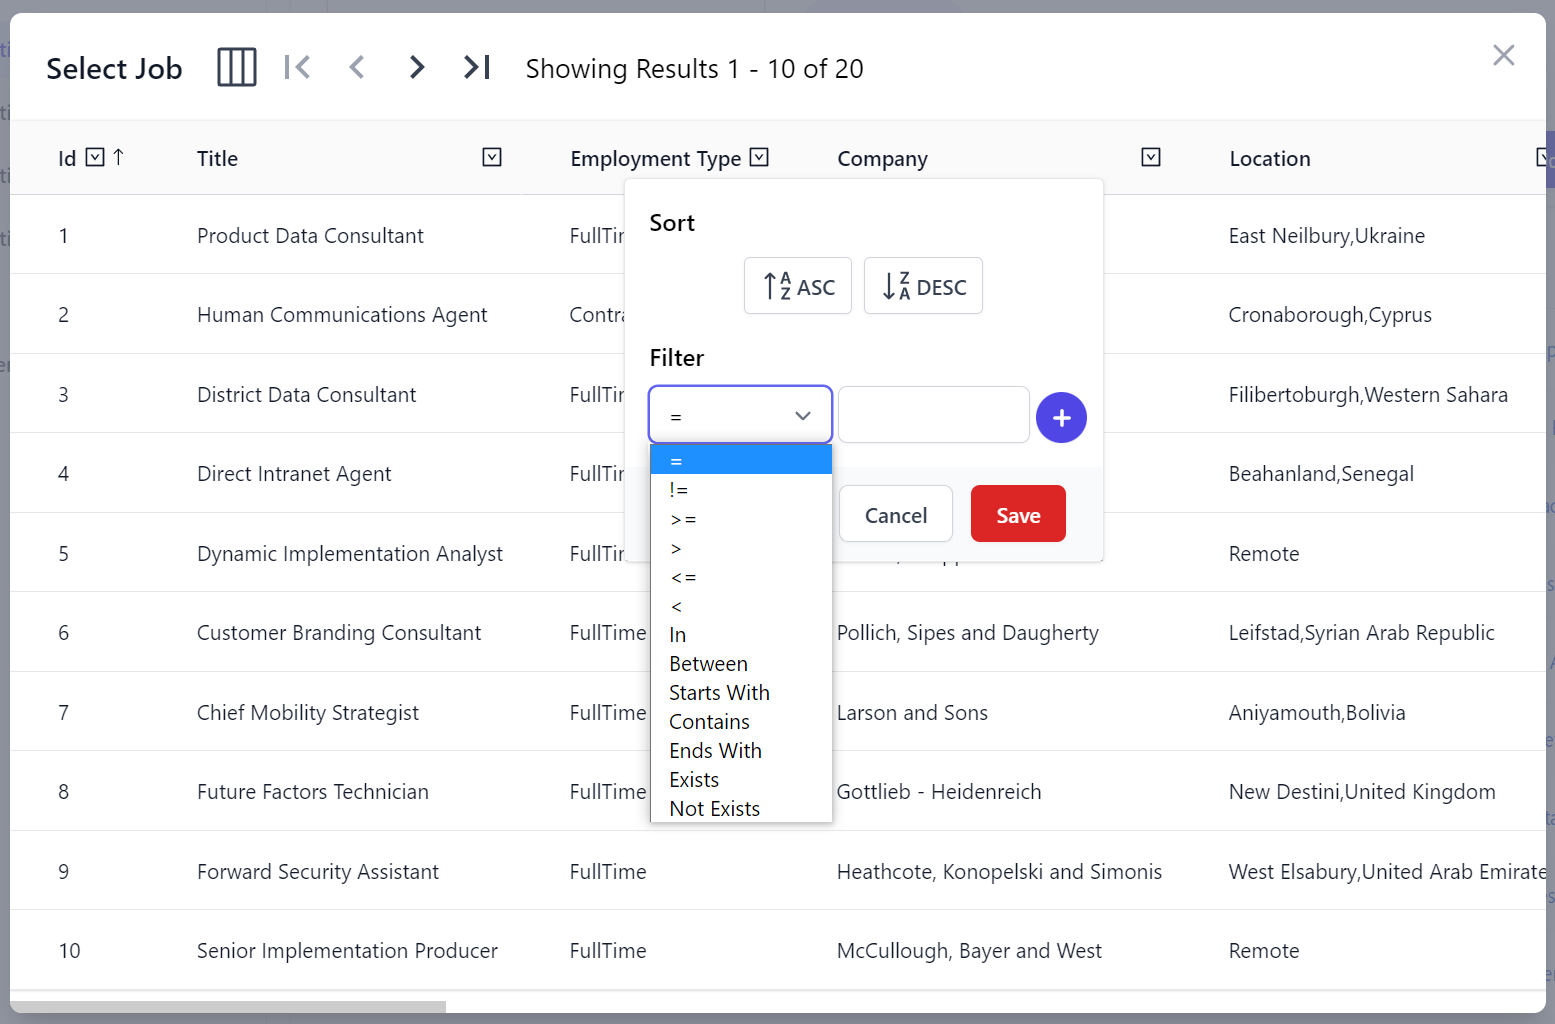 Select Job
Showing Results 1 - 10 of 20
Id Title Employment Type Company Location
Sort
ASC DESC
Filter
=
=
!=
>=
>
<=
<
In
Between
Starts With
Contains
Ends With
Exists
Not Exists
Cancel Save
1 Product Data Consultant East Neilbury,Ukraine
2 Human Communications Agent Cronaborough,Cyprus
3 District Data Consultant Filibertoburgh,Western Sahara
4 Direct Intranet Agent Beahanland,Senegal
5 Dynamic Implementation Analyst Remote
6 Customer Branding Consultant FullTime Pollich, Sipes and Daugherty Leifstad,Syrian Arab Republic
7 Chief Mobility Strategist FullTime Larson and Sons Aniyamouth,Bolivia
8 Future Factors Technician FullTime Gottlieb - Heidenreich New Destini,United Kingdom
9 Forward Security Assistant FullTime Heathcote, Konopelski and Simonis West Elsabury,United Arab Emirate
10 Senior Implementation Producer FullTime McCullough, Bayer and West Remote